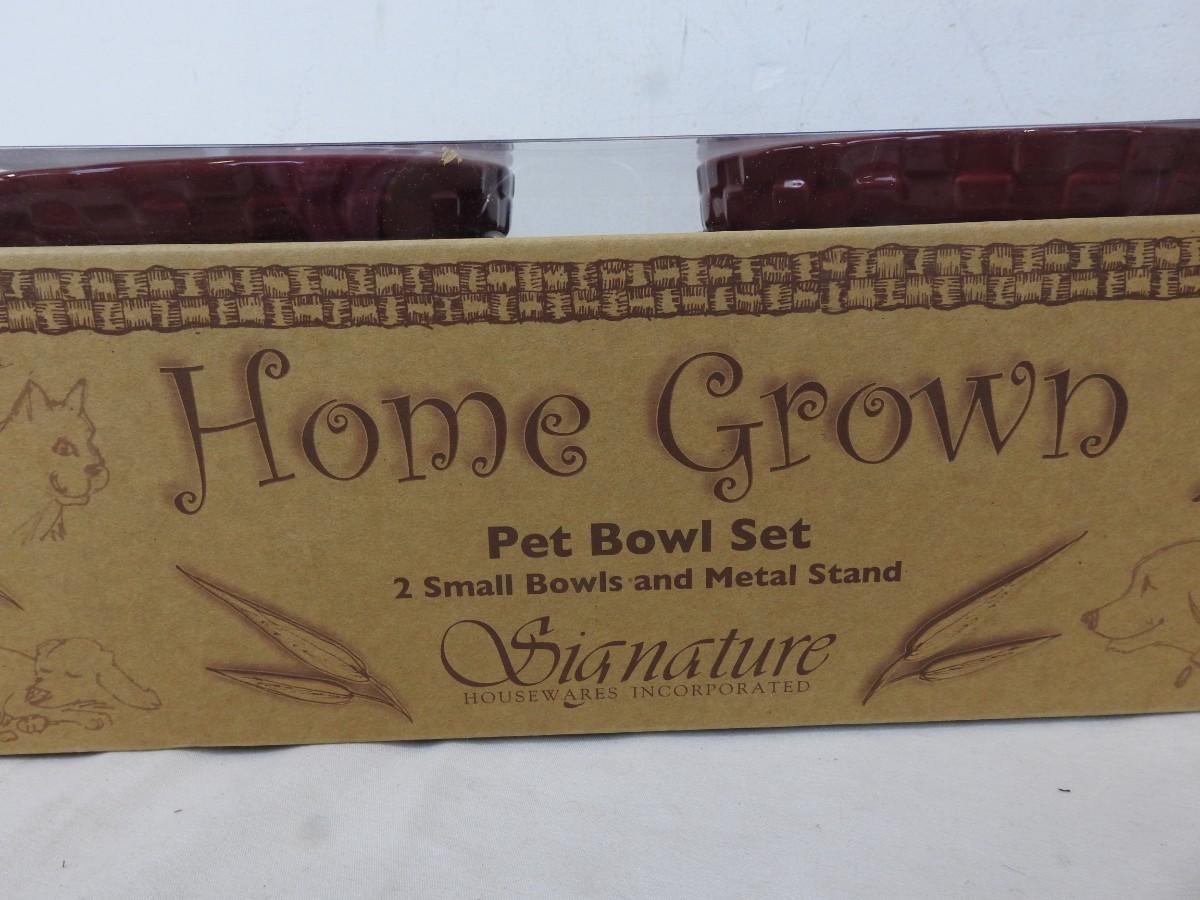 Home Grown
Pet Bowl Set
2 Small Bowls and Metal Stand
Signature
HOUSEWARES INCORPORATED